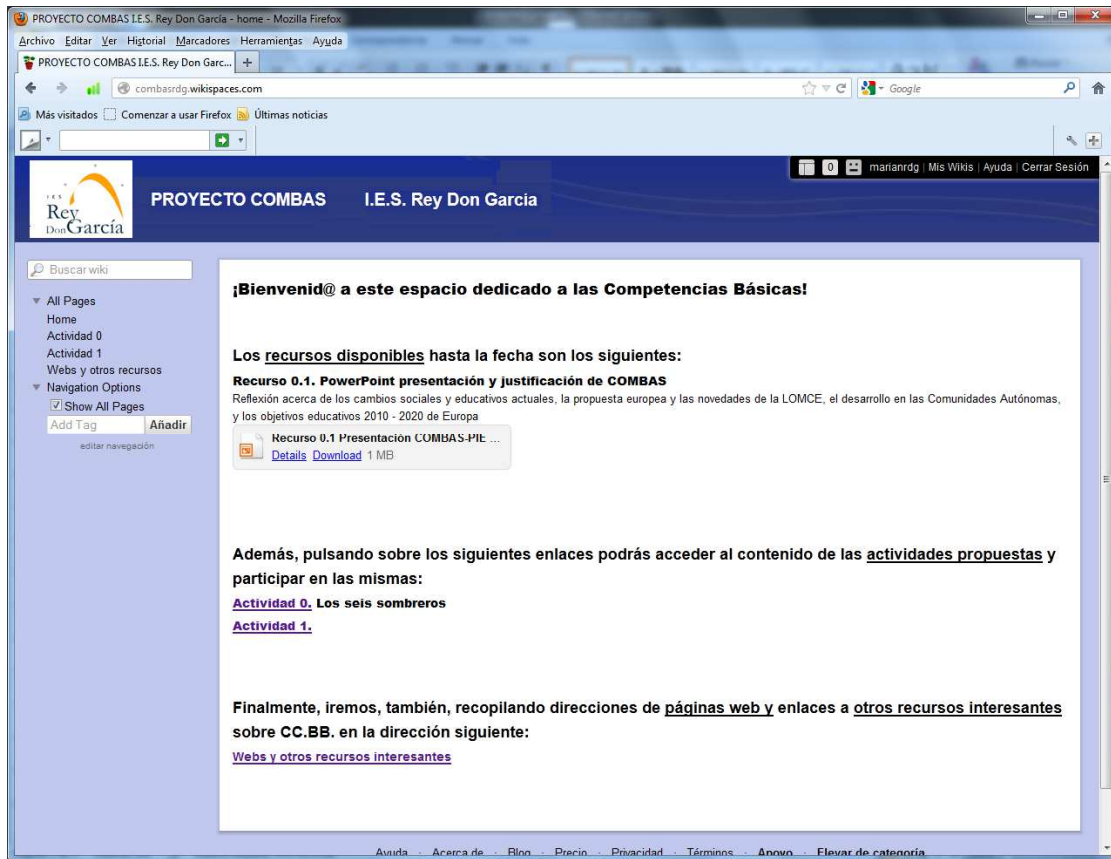 PROYECTO COMBAS I.E.S. Rey Don García - home - Mozilla Firefox
Archivo Editar Ver Historial Marcadores Herramientas Ayuda
PROYECTO COMBAS I.E.S. Rey Don Garc... +
combasrdg.wikispaces.com
Google
Más visitados Comenzar a usar Firefox Últimas noticias
0 marianrdg | Mis Wikis | Ayuda | Cerrar Sesión
I E S
Rey
Don García
PROYECTO COMBAS I.E.S. Rey Don Garcia
Buscar wiki
All Pages
Home
Actividad 0
Actividad 1
Webs y otros recursos
Navigation Options
Show All Pages
Add Tag Añadir
editar navegación
¡Bienvenid@ a este espacio dedicado a las Competencias Básicas!
Los recursos disponibles hasta la fecha son los siguientes:
Recurso 0.1. PowerPoint presentación y justificación de COMBAS
Reflexión acerca de los cambios sociales y educativos actuales, la propuesta europea y las novedades de la LOMCE, el desarrollo en las Comunidades Autónomas,
y los objetivos educativos 2010 - 2020 de Europa
Recurso 0.1 Presentación COMBAS-PIE ...
Details Download 1 MB
Además, pulsando sobre los siguientes enlaces podrás acceder al contenido de las actividades propuestas y
participar en las mismas:
Actividad 0. Los seis sombreros
Actividad 1.
Finalmente, iremos, también, recopilando direcciones de páginas web y enlaces a otros recursos interesantes
sobre CC.BB. en la dirección siguiente:
Webs y otros recursos interesantes
Ayuda · Acerca de · Blog · Precio · Privacidad · Términos · Apoyo · Elevar de categoría